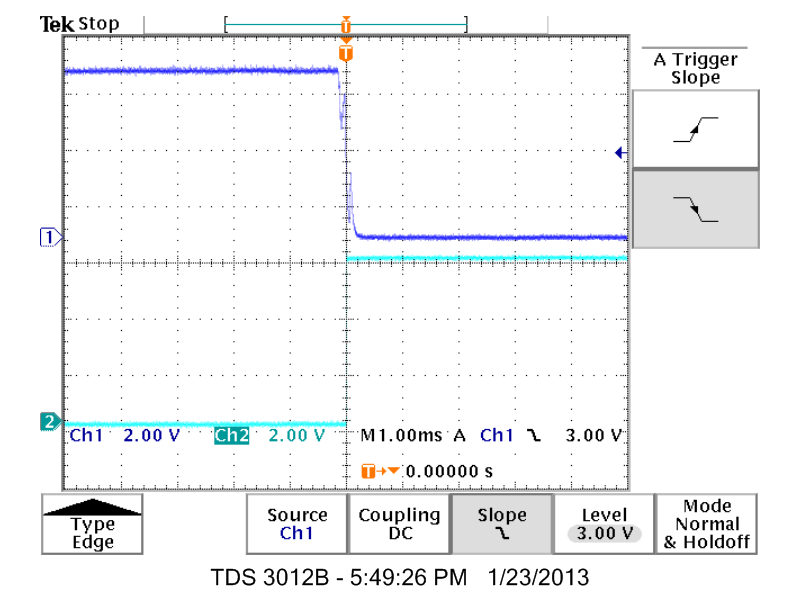 Tek Stop
T
T
A Trigger
Slope
1
2
Ch1 2.00 V Ch2 2.00 V M1.00ms A Ch1 3.00 V
T 0.00000 s
Type
Edge
Source
Ch1
Coupling
DC
Slope
Level
3.00 V
Mode
Normal
& Holdoff
TDS 3012B - 5:49:26 PM 1/23/2013